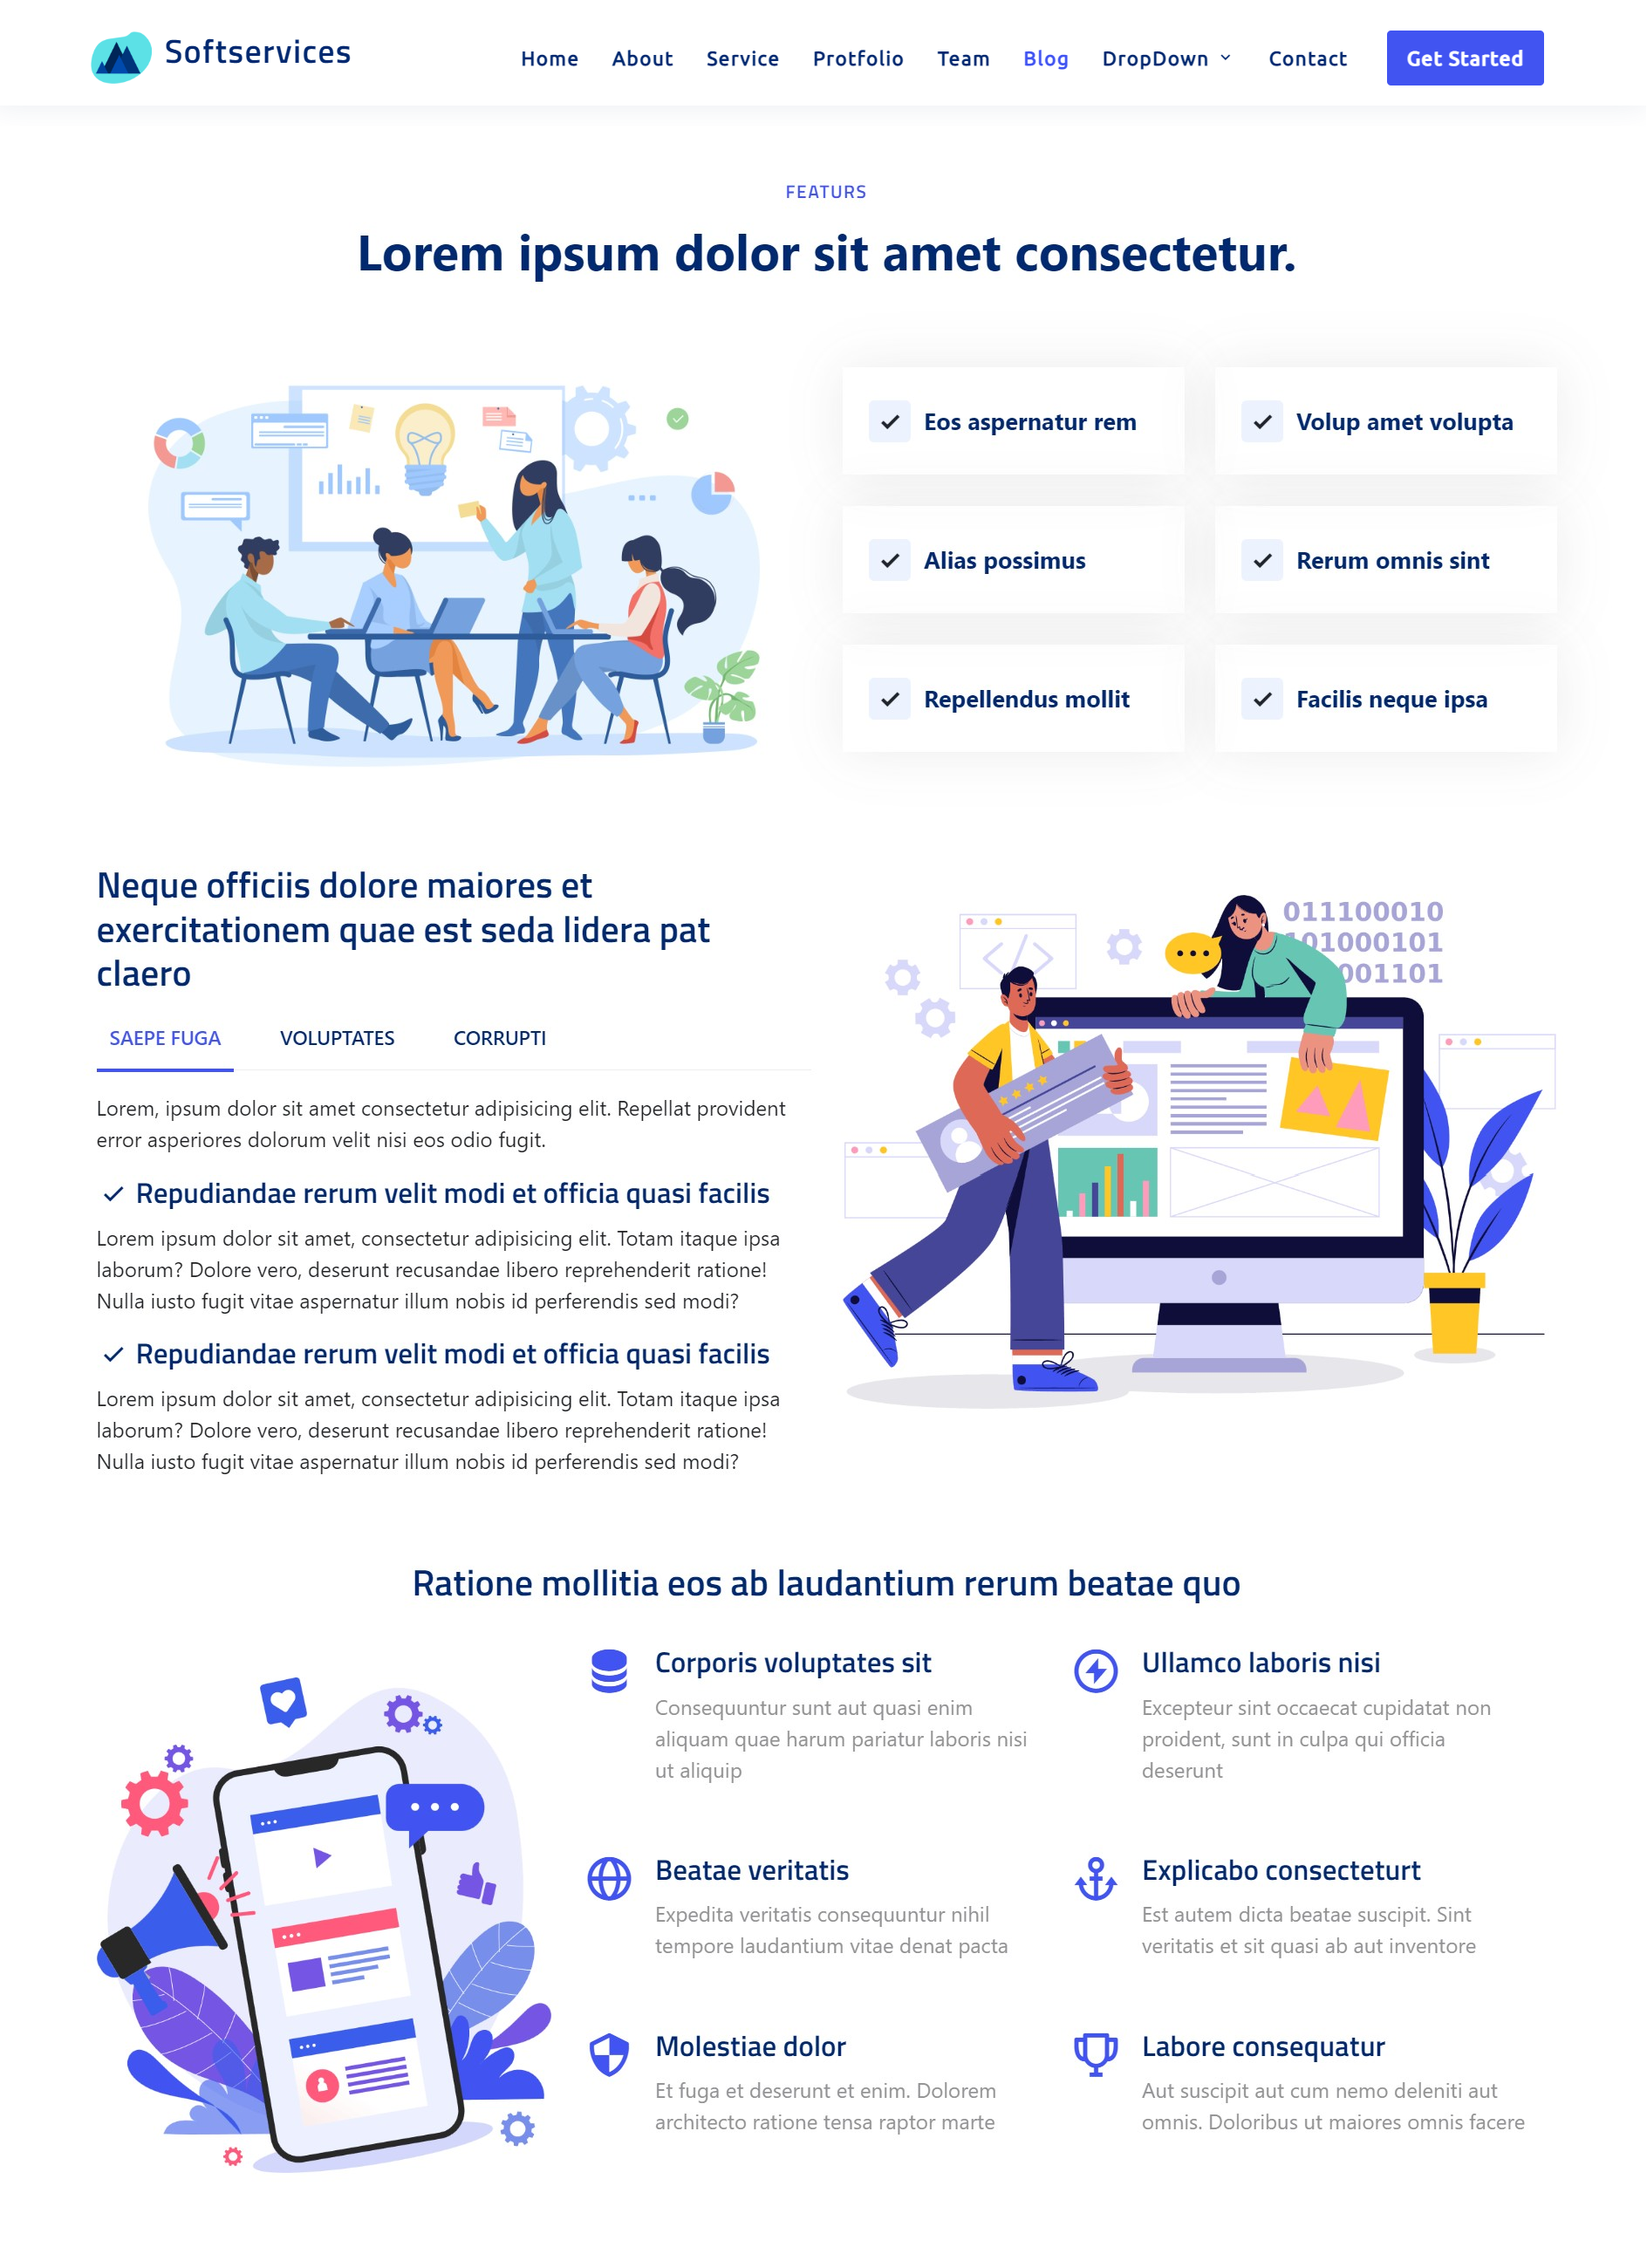 Softservices
Home About Service Protfolio Team Blog DropDown Contact Get Started
FEATURS
Lorem ipsum dolor sit amet consectetur.
Eos aspernatur rem
Volup amet volupta
Alias possimus
Rerum omnis sint
Repellendus mollit
Facilis neque ipsa
Neque officiis dolore maiores et
exercitationem quae est seda lidera pat
claero
SAEPE FUGA VOLUPTATES CORRUPTI
Lorem, ipsum dolor sit amet consectetur adipisicing elit. Repellat provident
error asperiores dolorum velit nisi eos odio fugit.
Repudiandae rerum velit modi et officia quasi facilis
Lorem ipsum dolor sit amet, consectetur adipisicing elit. Totam itaque ipsa
laborum? Dolore vero, deserunt recusandae libero reprehenderit ratione!
Nulla iusto fugit vitae aspernatur illum nobis id perferendis sed modi?
Repudiandae rerum velit modi et officia quasi facilis
Lorem ipsum dolor sit amet, consectetur adipisicing elit. Totam itaque ipsa
laborum? Dolore vero, deserunt recusandae libero reprehenderit ratione!
Nulla iusto fugit vitae aspernatur illum nobis id perferendis sed modi?
011100010
101000101
001101
Ratione mollitia eos ab laudantium rerum beatae quo
Corporis voluptates sit
Consequuntur sunt aut quasi enim
aliquam quae harum pariatur laboris nisi
ut aliquip
Ullamco laboris nisi
Excepteur sint occaecat cupidatat non
proident, sunt in culpa qui officia
deserunt
Beatae veritatis
Expedita veritatis consequuntur nihil
tempore laudantium vitae denat pacta
Explicabo consecteturt
Est autem dicta beatae suscipit. Sint
veritatis et sit quasi ab aut inventore
Molestiae dolor
Et fuga et deserunt et enim. Dolorem
architecto ratione tensa raptor marte
Labore consequatur
Aut suscipit aut cum nemo deleniti aut
omnis. Doloribus ut maiores omnis facere